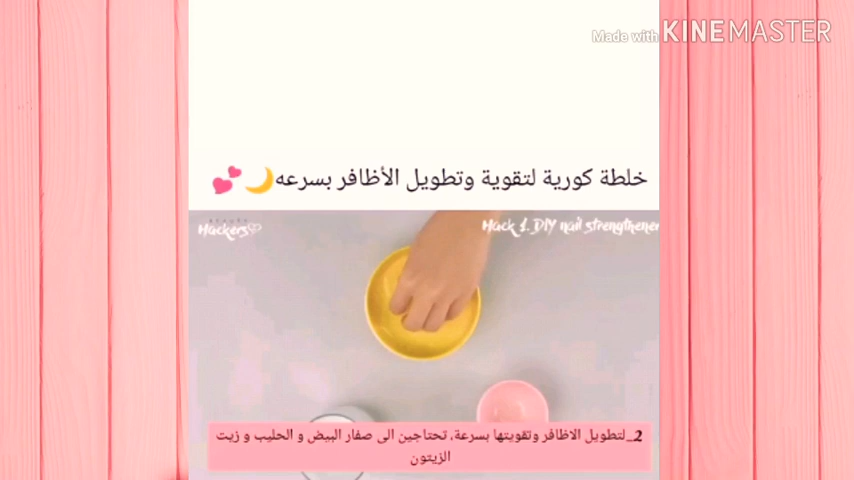 Made with KINEMASTER
خلطة كورية لتقوية وتطويل الأظافر بسرعه🌙💕
BEAUTY
Hackers
Hack 1. DIY nail strengthener
2_لتطويل الاظافر وتقويتها بسرعة، تحتاجين الى صفار البيض و الحليب و زيت
الزيتون